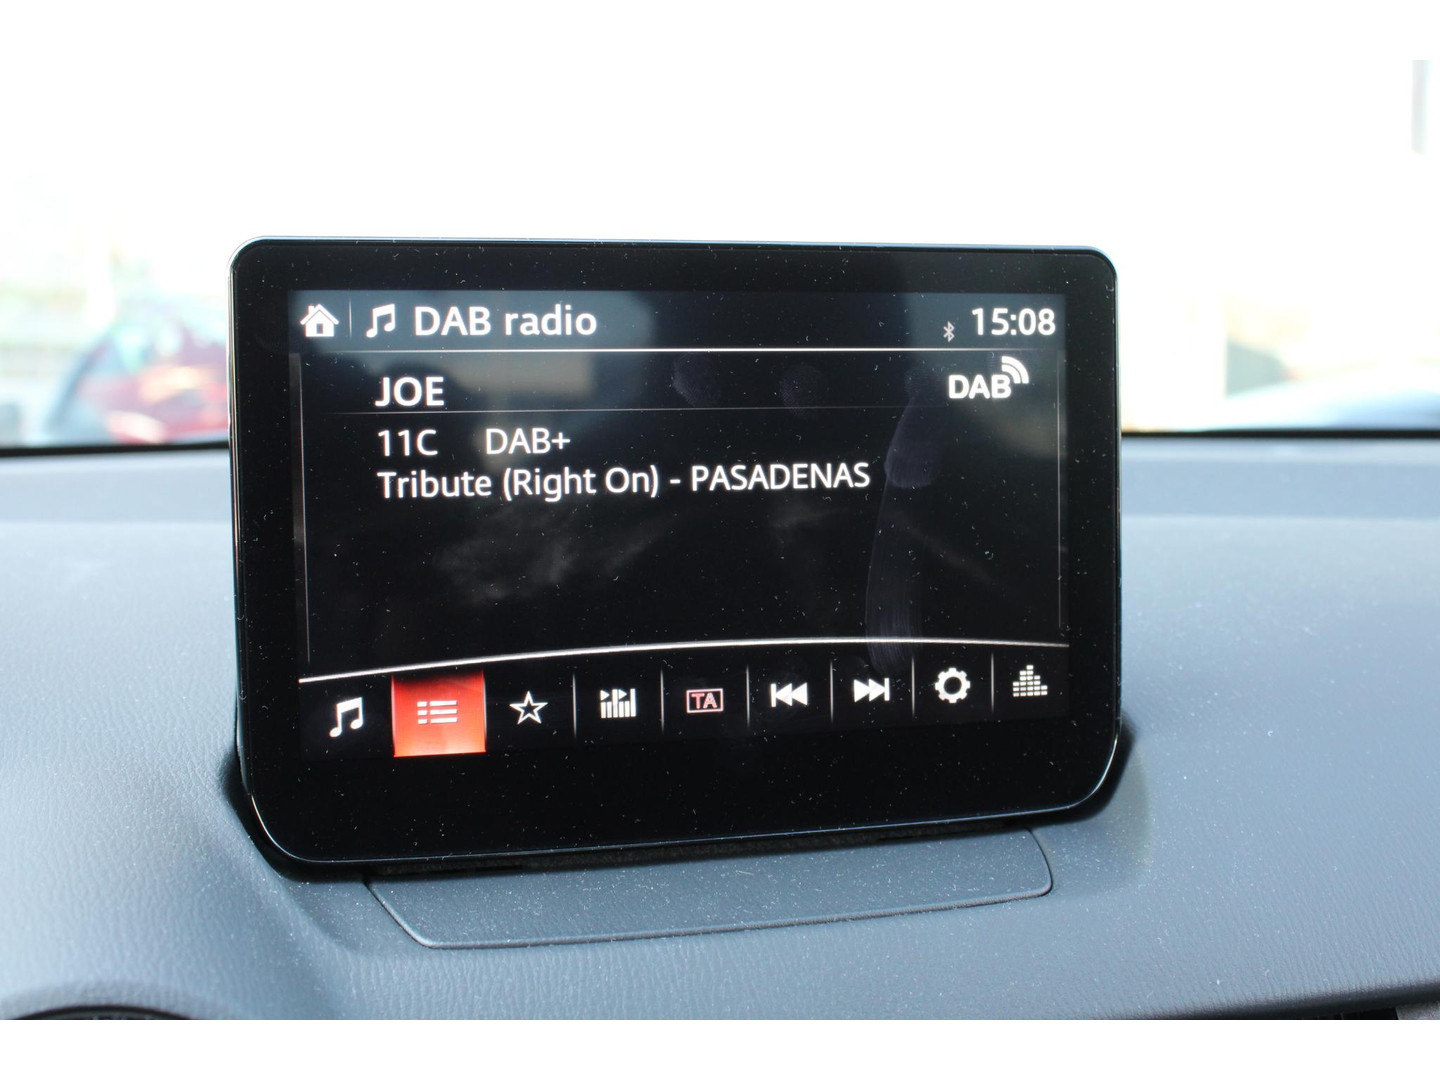 DAB radio 15:08
JOE DAB
11C DAB+
Tribute (Right On) - PASADENAS
TA